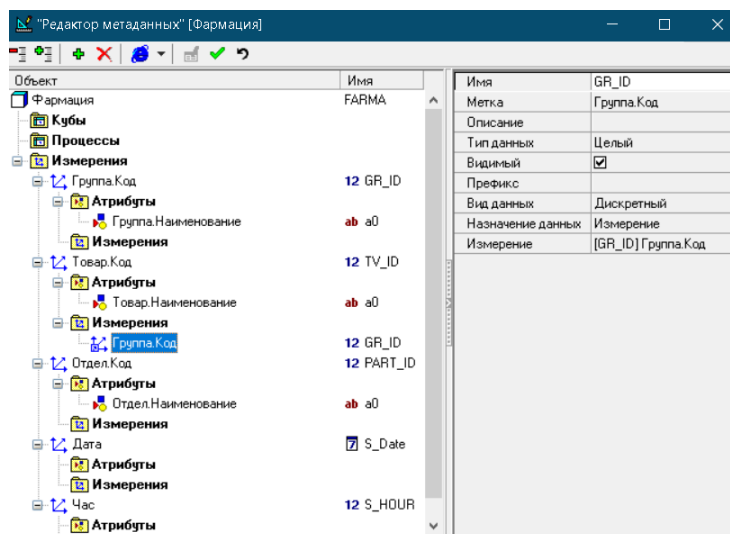 "Редактор метаданных" [Фармация]
Объект Имя
Фармация FARMA
Кубы
Процессы
Измерения
Группа.Код 12 GR_ID
Атрибуты
Группа.Наименование ab a0
Измерения
Товар.Код 12 TV_ID
Атрибуты
Товар.Наименование ab a0
Измерения
Группа.Код 12 GR_ID
Отдел.Код 12 PART_ID
Атрибуты
Отдел.Наименование ab a0
Измерения
Дата 7 S_Date
Атрибуты
Измерения
Час 12 S_HOUR
Атрибуты
Имя GR_ID
Метка Группа.Код
Описание
Тип данных Целый
Видимый
Префикс
Вид данных Дискретный
Назначение данных Измерение
Измерение [GR_ID] Группа.Код